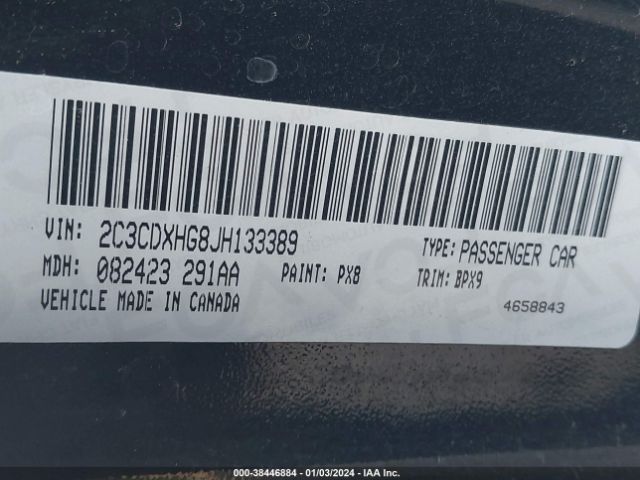 VIN: 2C3CDXHG8JH133389 TYPE: PASSENGER CAR
MDH: 082423 291AA PAINT: PX8 TRIM: BPX9
VEHICLE MADE IN CANADA 4658843
000-38446884 | 01/03/2024 | IAA Inc.